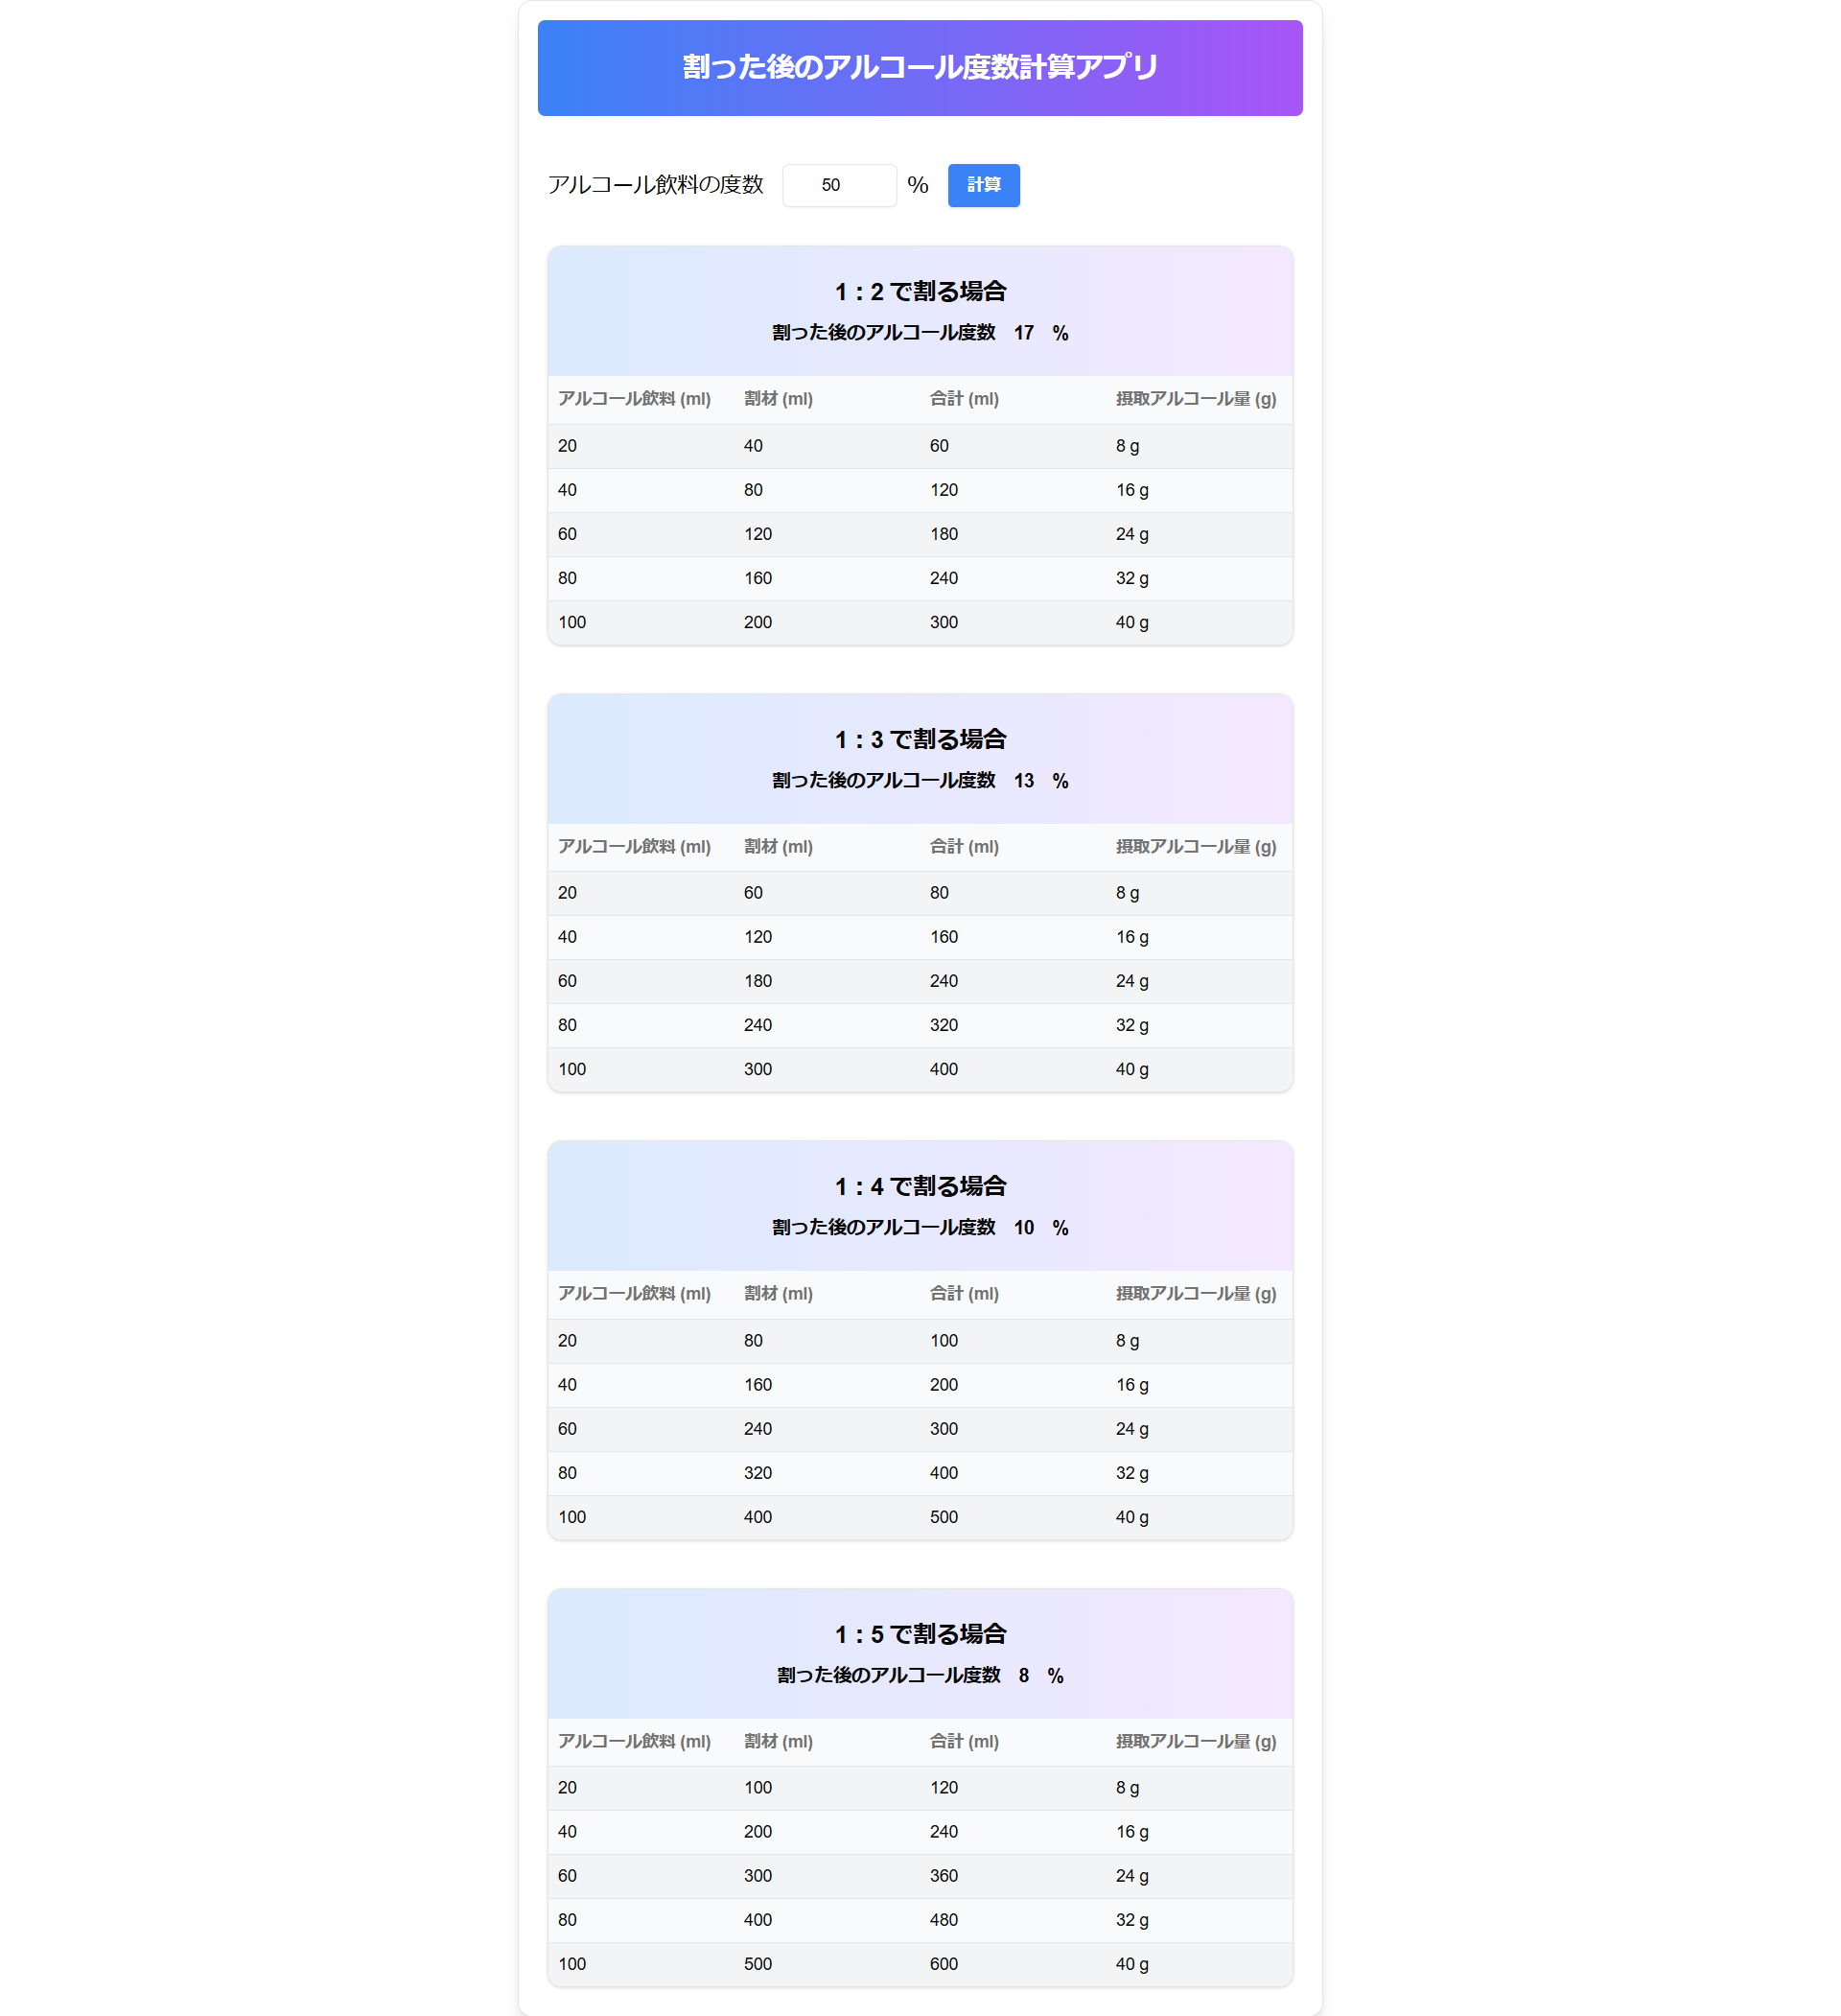 割った後のアルコール度数計算アプリ
アルコール飲料の度数 50 % 計算
1：2 で割る場合
割った後のアルコール度数　17　%
アルコール飲料 (ml) 割材 (ml) 合計 (ml) 摂取アルコール量 (g)
20 40 60 8 g
40 80 120 16 g
60 120 180 24 g
80 160 240 32 g
100 200 300 40 g
1：3 で割る場合
割った後のアルコール度数　13　%
アルコール飲料 (ml) 割材 (ml) 合計 (ml) 摂取アルコール量 (g)
20 60 80 8 g
40 120 160 16 g
60 180 240 24 g
80 240 320 32 g
100 300 400 40 g
1：4 で割る場合
割った後のアルコール度数　10　%
アルコール飲料 (ml) 割材 (ml) 合計 (ml) 摂取アルコール量 (g)
20 80 100 8 g
40 160 200 16 g
60 240 300 24 g
80 320 400 32 g
100 400 500 40 g
1：5 で割る場合
割った後のアルコール度数　8　%
アルコール飲料 (ml) 割材 (ml) 合計 (ml) 摂取アルコール量 (g)
20 100 120 8 g
40 200 240 16 g
60 300 360 24 g
80 400 480 32 g
100 500 600 40 g